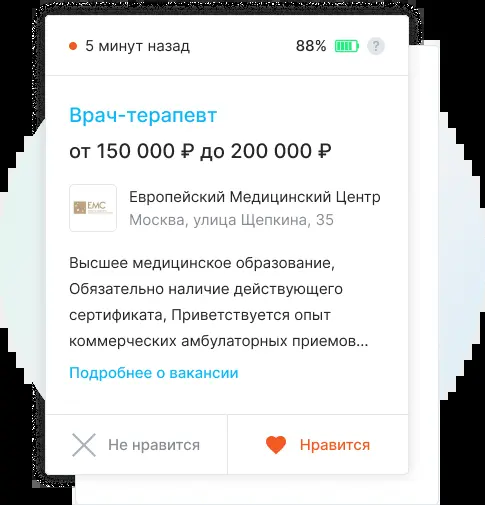 5 минут назад 88% ?
Врач-терапевт
от 150 000 ₽ до 200 000 ₽
EMC
Европейский Медицинский Центр
Москва, улица Щепкина, 35
Высшее медицинское образование,
Обязательно наличие действующего
сертификата, Приветствуется опыт
коммерческих амбулаторных приемов...
Подробнее о вакансии
Не нравится Нравится